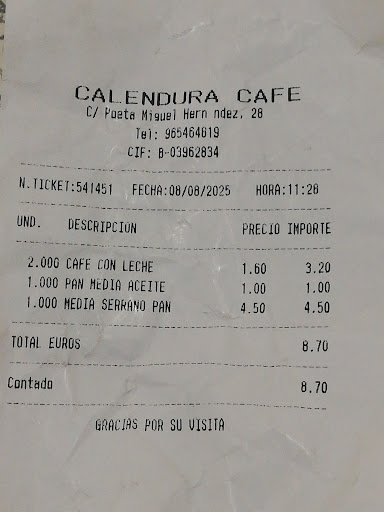 CALENDURA CAFE
C/ Poeta Miguel Hern ndez, 28
Tel: 965464619
CIF: B-03962834
N.TICKET:541451 FECHA:08/08/2025 HORA:11:28
UND. DESCRIPCION PRECIO IMPORTE
2.000 CAFE CON LECHE 1.60 3.20
1.000 PAN MEDIA ACEITE 1.00 1.00
1.000 MEDIA SERRANO PAN 4.50 4.50
TOTAL EUROS 8.70
Contado 8.70
GRACIAS POR SU VISITA